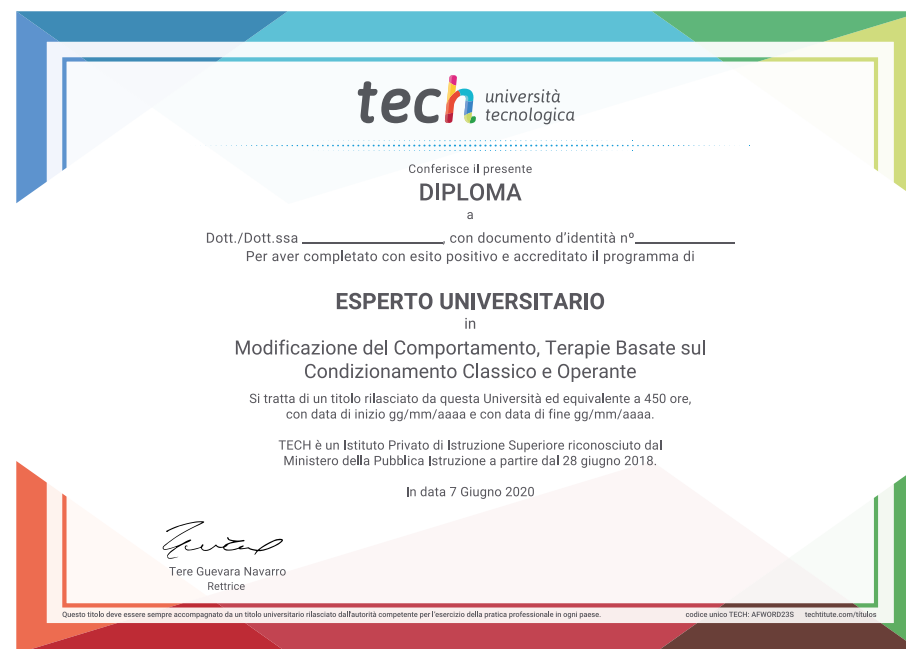 tech università
tecnologica
Conferisce il presente
DIPLOMA
a
Dott./Dott.ssa ____________________, con documento d'identità nº______________
Per aver completato con esito positivo e accreditato il programma di
ESPERTO UNIVERSITARIO
in
Modificazione del Comportamento, Terapie Basate sul
Condizionamento Classico e Operante
Si tratta di un titolo rilasciato da questa Università ed equivalente a 450 ore,
con data di inizio gg/mm/aaaa e con data di fine gg/mm/aaaa.
TECH è un Istituto Privato di Istruzione Superiore riconosciuto dal
Ministero della Pubblica Istruzione a partire dal 28 giugno 2018.
In data 7 Giugno 2020
Tere Guevara Navarro
Rettrice
Questo titolo deve essere sempre accompagnato da un titolo universitario rilasciato dall'autorità competente per l'esercizio della pratica professionale in ogni paese. codice unico TECH: AFWORD23S techtitute.com/titulos